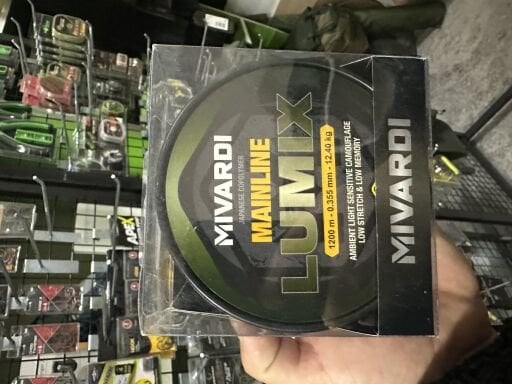 MIVARDI
JAPANESE COPOLYMER
MAINLINE
LUMIX
1200 m - 0.355 mm - 12.40 kg
AMBIENT LIGHT SENSITIVE CAMOUFLAGE
LOW STRETCH & LOW MEMORY
MIVARDI
APEX